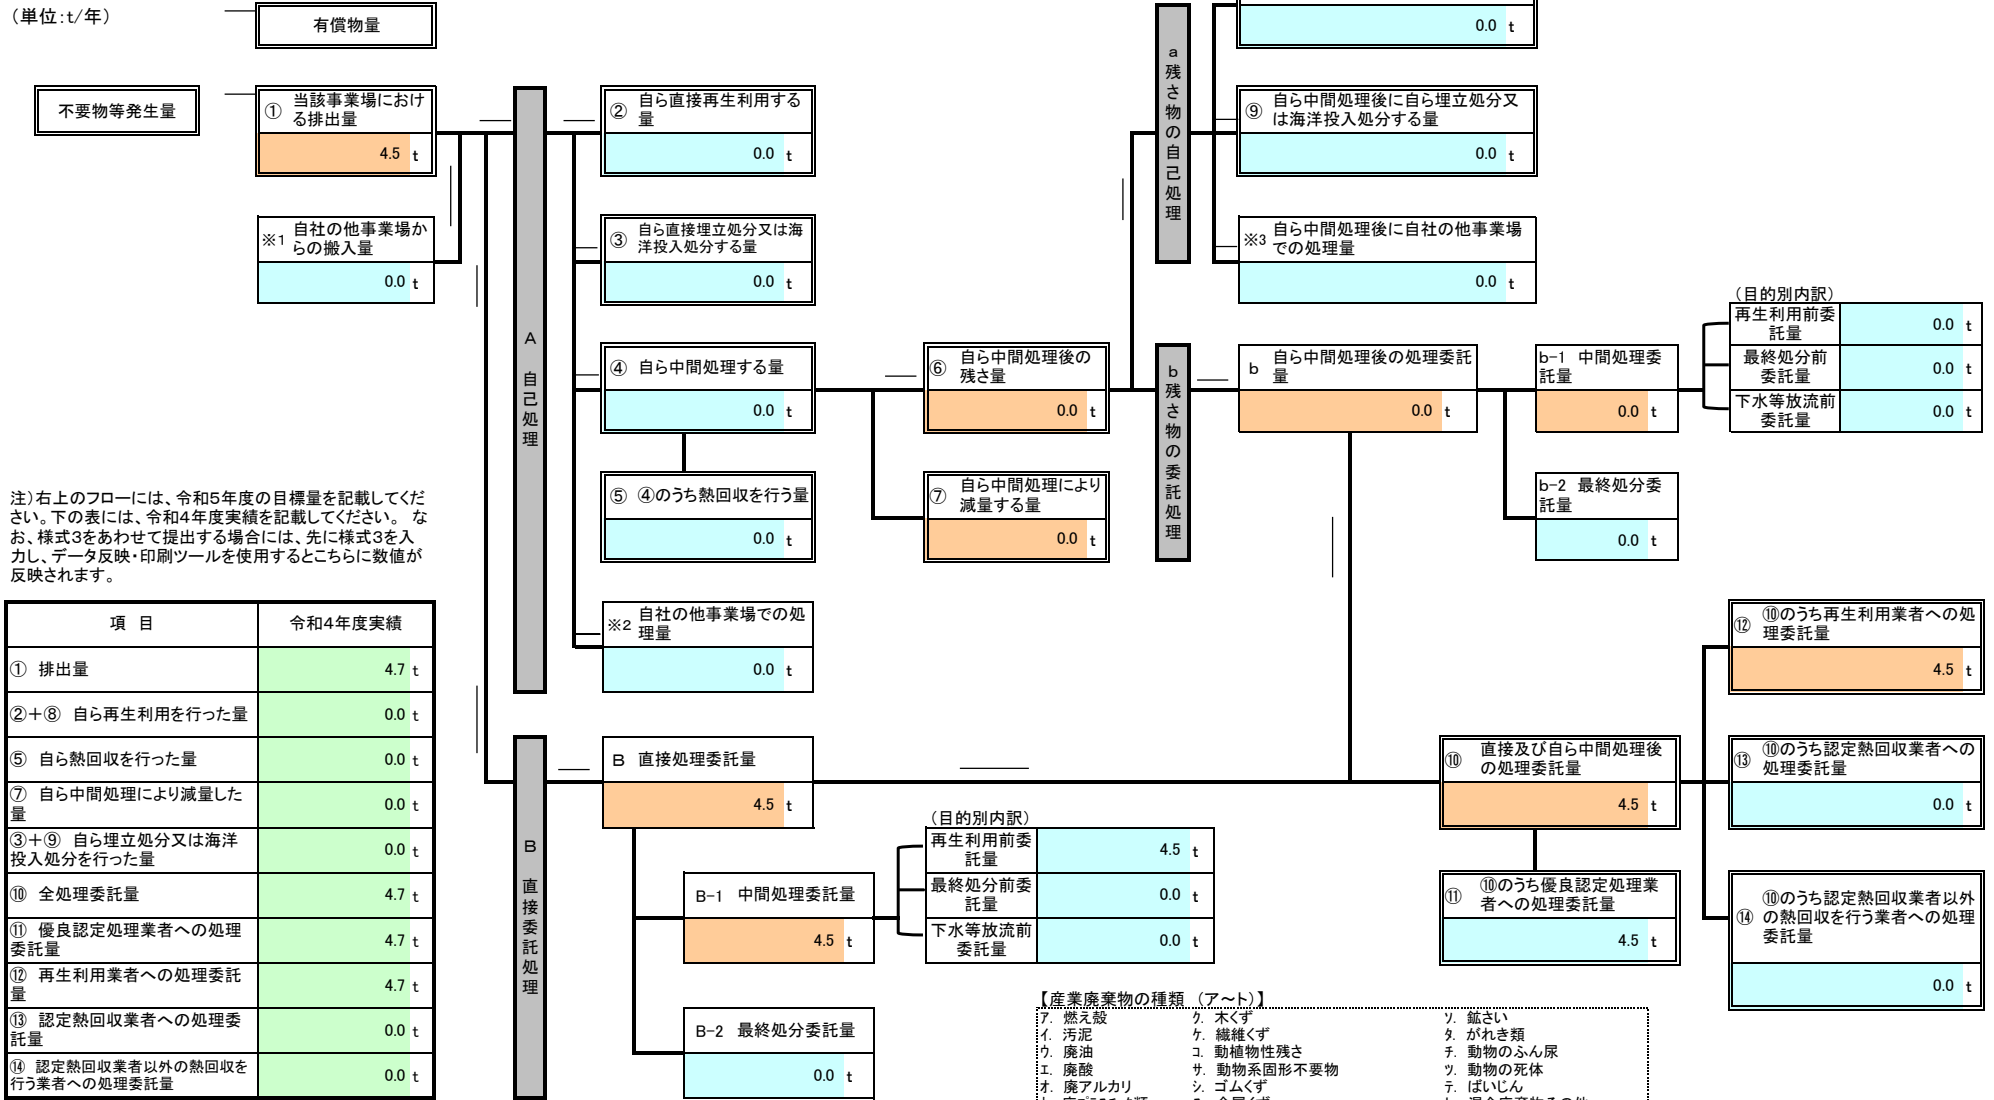 （単位：t/年）
有償物量
不要物等発生量
① 当該事業場におけ
る排出量
4.5 t
※1 自社の他事業場か
らの搬入量
0.0 t
A 自己処理
② 自ら直接再生利用する
量
0.0 t
③ 自ら直接埋立処分又は海
洋投入処分する量
0.0 t
④ 自ら中間処理する量
0.0 t
⑤ ④のうち熱回収を行う量
0.0 t
※2 自社の他事業場での処
理量
0.0 t
⑥ 自ら中間処理後の
残さ量
0.0 t
⑦ 自ら中間処理により
減量する量
0.0 t
a 残さ物の自己処理
0.0 t
⑨ 自ら中間処理後に自ら埋立処分又
は海洋投入処分する量
0.0 t
※3 自ら中間処理後に自社の他事業場
での処理量
0.0 t
b 残さ物の委託処理
b 自ら中間処理後の処理委託
量
0.0 t
b-1 中間処理委
託量
0.0 t
（目的別内訳）
再生利用前委
託量
0.0 t
最終処分前
委託量
0.0 t
下水等放流前
委託量
0.0 t
b-2 最終処分委
託量
0.0 t
注）右上のフローには、令和5年度の目標量を記載してくだ
さい。下の表には、令和4年度実績を記載してください。 な
お、様式3をあわせて提出する場合には、先に様式3を入
力し、データ反映・印刷ツールを使用するとこちらに数値が
反映されます。
項 目 令和4年度実績
① 排出量 4.7 t
②＋⑧ 自ら再生利用を行った量 0.0 t
⑤ 自ら熱回収を行った量 0.0 t
⑦ 自ら中間処理により減量した
量 0.0 t
③＋⑨ 自ら埋立処分又は海洋
投入処分を行った量 0.0 t
⑩ 全処理委託量 4.7 t
⑪ 優良認定処理業者への処理
委託量 4.7 t
⑫ 再生利用業者への処理委託
量 4.7 t
⑬ 認定熱回収業者への処理委
託量 0.0 t
⑭ 認定熱回収業者以外の熱回収を
行う業者への処理委託量 0.0 t
B 直接委託処理
B 直接処理委託量
4.5 t
B-1 中間処理委託量
4.5 t
（目的別内訳）
再生利用前委
託量
4.5 t
最終処分前委
託量
0.0 t
下水等放流前
委託量
0.0 t
B-2 最終処分委託量
0.0 t
⑩ 直接及び自ら中間処理後
の処理委託量
4.5 t
⑪ ⑩のうち優良認定処理業
者への処理委託量
4.5 t
⑫ ⑩のうち再生利用業者への処
理委託量
4.5 t
⑬ ⑩のうち認定熱回収業者への
処理委託量
0.0 t
⑭ ⑩のうち認定熱回収業者以外
の熱回収を行う業者への処理
委託量
0.0 t
【産業廃棄物の種類 （ア～ト）】
ｱ. 燃え殻 ｸ. 木くず ｿ. 鉱さい
ｲ. 汚泥 ｹ. 繊維くず ﾀ. がれき類
ｳ. 廃油 ｺ. 動植物性残さ ﾁ. 動物のふん尿
ｴ. 廃酸 ｻ. 動物系固形不要物 ﾂ. 動物の死体
ｵ. 廃アルカリ ｼ. ゴムくず ﾃ. ばいじん